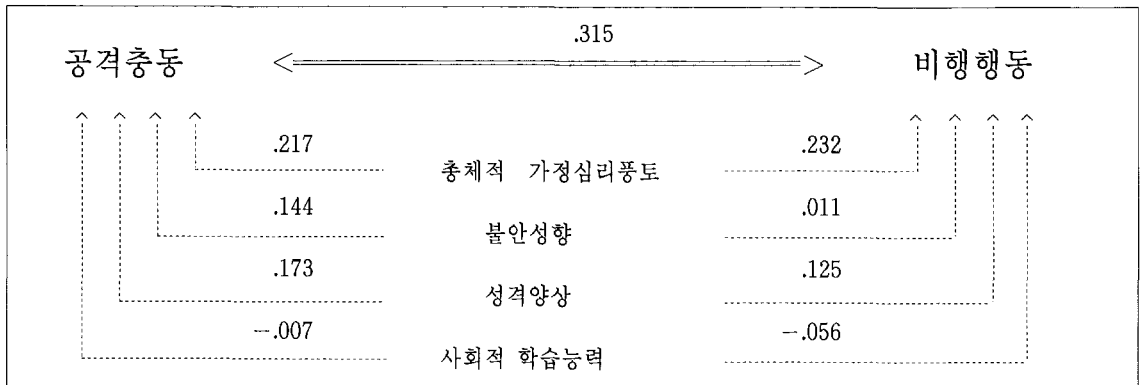 .315
공격충동 비행행동
.217 .232
총체적 가정심리풍토
.144 .011
불안성향
.173 .125
성격양상
−.007 −.056
사회적 학습능력